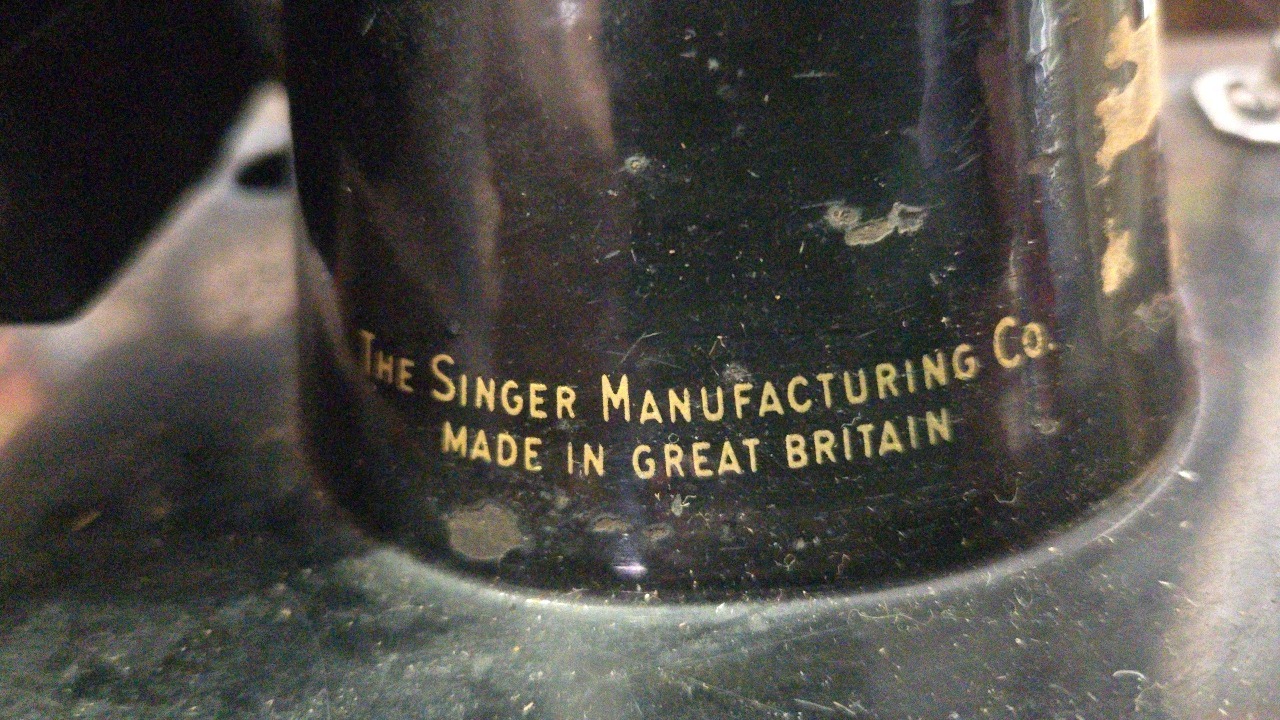 THE SINGER MANUFACTURING CO.
MADE IN GREAT BRITAIN